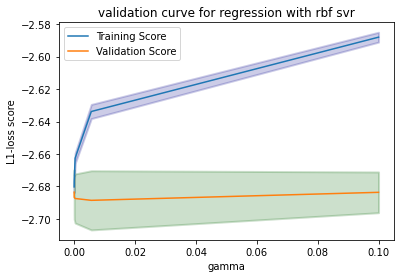 validation curve for regression with rbf svr
Training Score
Validation Score
L1-loss score
−2.58
−2.60
−2.62
−2.64
−2.66
−2.68
−2.70
0.00
0.02
0.04
0.06
0.08
0.10
gamma